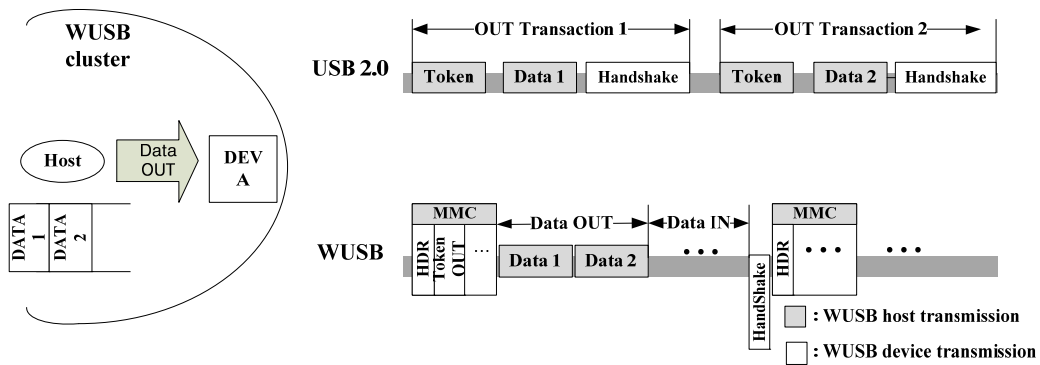 WUSB
cluster
Host
Data
OUT
DEV
A
DATA
1
DATA
2
USB 2.0
OUT Transaction 1
OUT Transaction 2
Token
Data 1
Handshake
Token
Data 2
Handshake
WUSB
MMC
HDR
Token
OUT
...
Data OUT
Data IN
Data 1
Data 2
...
HandShake
MMC
HDR
...
...
: WUSB host transmission
: WUSB device transmission